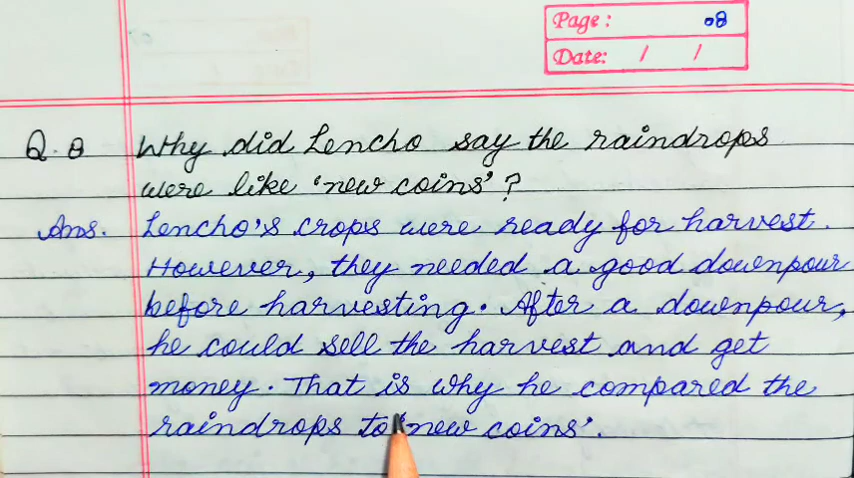 Page: 08
Date: / /
Q. 8 Why did Lencho say the raindrops
were like 'new coins'?
Ans. Lencho's crops were ready for harvest.
However, they needed a good downpour
before harvesting. After a downpour,
he could sell the harvest and get
money. That is why he compared the
raindrops to 'new coins'.